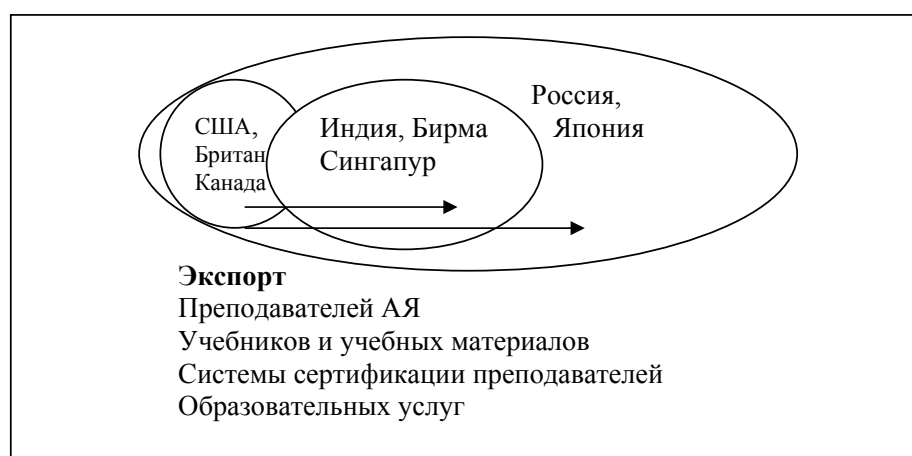 США,
Британ
Канада
Индия, Бирма
Сингапур
Россия,
Япония
Экспорт
Преподавателей АЯ
Учебников и учебных материалов
Системы сертификации преподавателей
Образовательных услуг